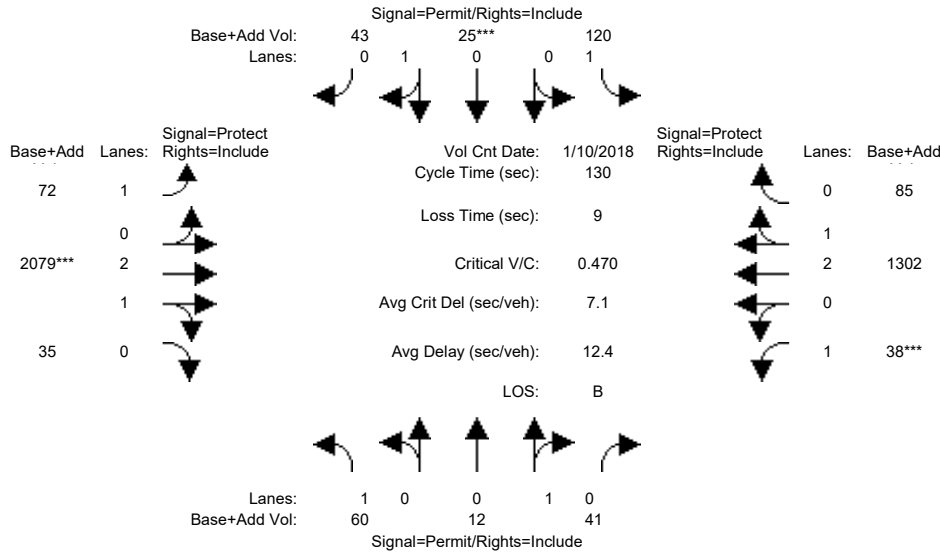 Signal=Permit/Rights=Include
Base+Add Vol: 43 25*** 120
Lanes: 0 1 0 0 1
Signal=Protect Signal=Protect
Base+Add Lanes: Rights=Include Vol Cnt Date: 1/10/2018 Rights=Include Lanes: Base+Add
Cycle Time (sec): 130
72 1 0 85
Loss Time (sec): 9
0 1
2079*** 2 Critical V/C: 0.470 2 1302
1 Avg Crit Del (sec/veh): 7.1 0
35 0 Avg Delay (sec/veh): 12.4 1 38***
LOS: B
Lanes: 1 0 0 1 0
Base+Add Vol: 60 12 41
Signal=Permit/Rights=Include